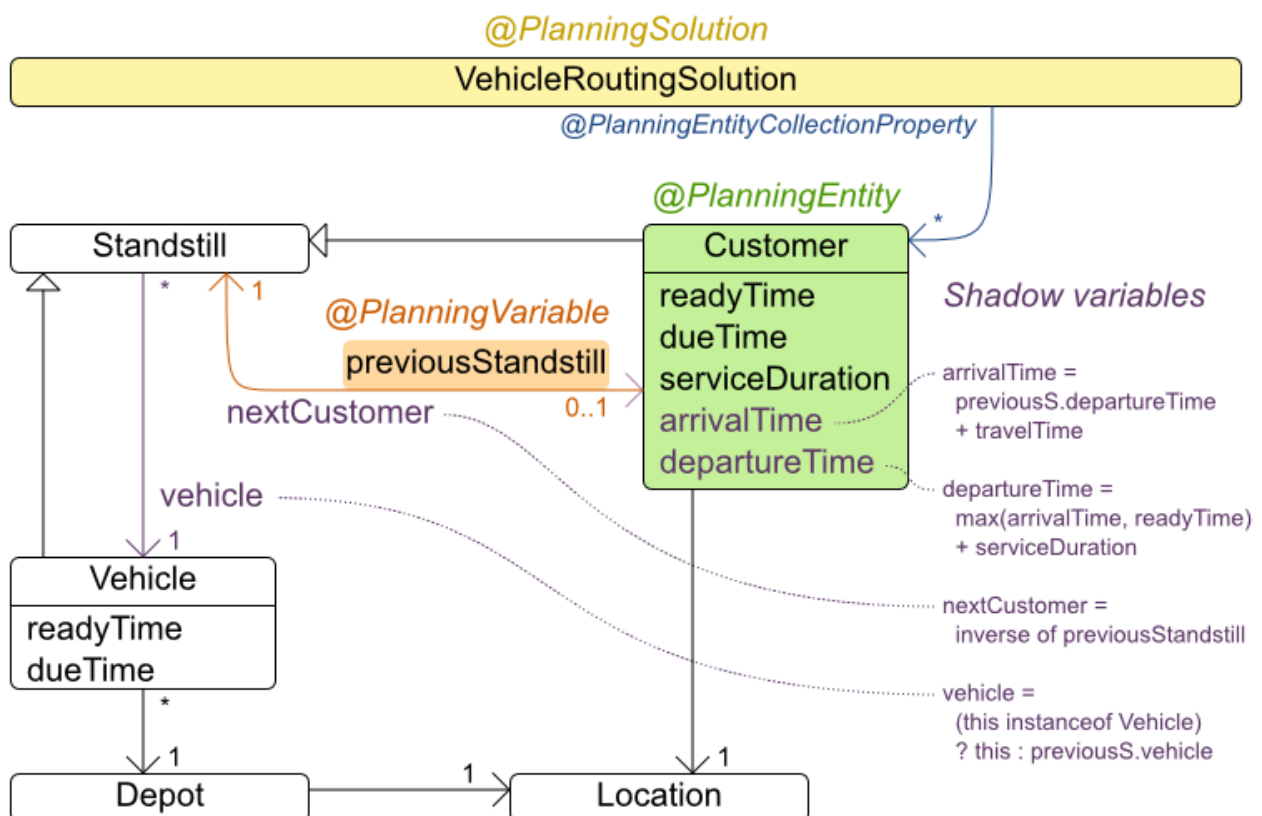 @PlanningSolution
VehicleRoutingSolution
@PlanningEntityCollectionProperty
@PlanningEntity
*
Standstill
Customer
*
1
@PlanningVariable
previousStandstill
0..1
nextCustomer
readyTime
dueTime
serviceDuration
arrivalTime
departureTime
Shadow variables
arrivalTime =
previousS.departureTime
+ travelTime
departureTime =
max(arrivalTime, readyTime)
+ serviceDuration
nextCustomer =
inverse of previousStandstill
vehicle =
(this instanceof Vehicle)
? this : previousS.vehicle
vehicle
1
Vehicle
readyTime
dueTime
*
1
1
1
Depot
Location